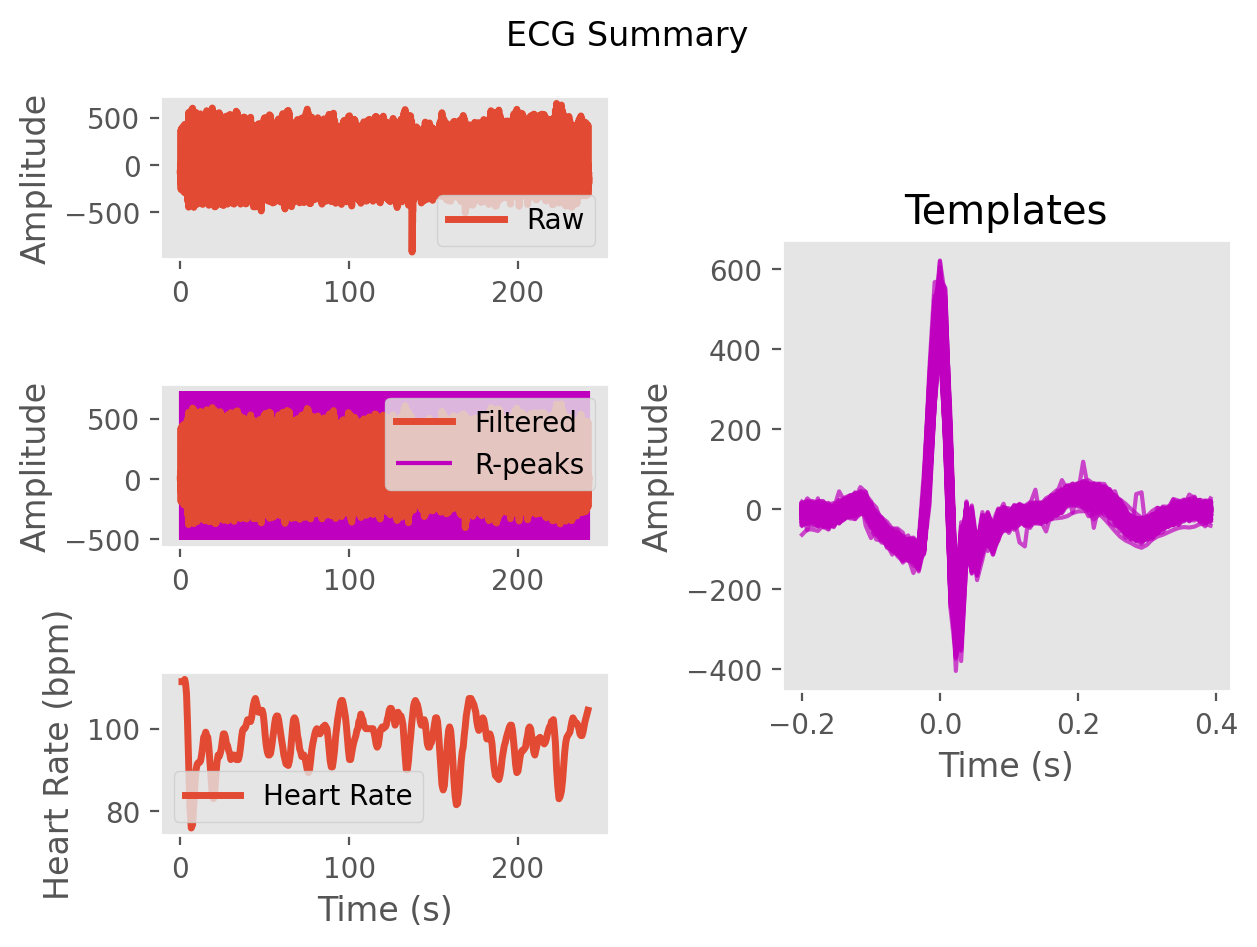 ECG Summary
Amplitude
500
0
−500
Raw
0 100 200
Amplitude
500
0
−500
Filtered
R-peaks
0 100 200
Heart Rate (bpm)
100
80
Heart Rate
0 100 200
Time (s)
Templates
Amplitude
600
400
200
0
−200
−400
−0.2 0.0 0.2 0.4
Time (s)